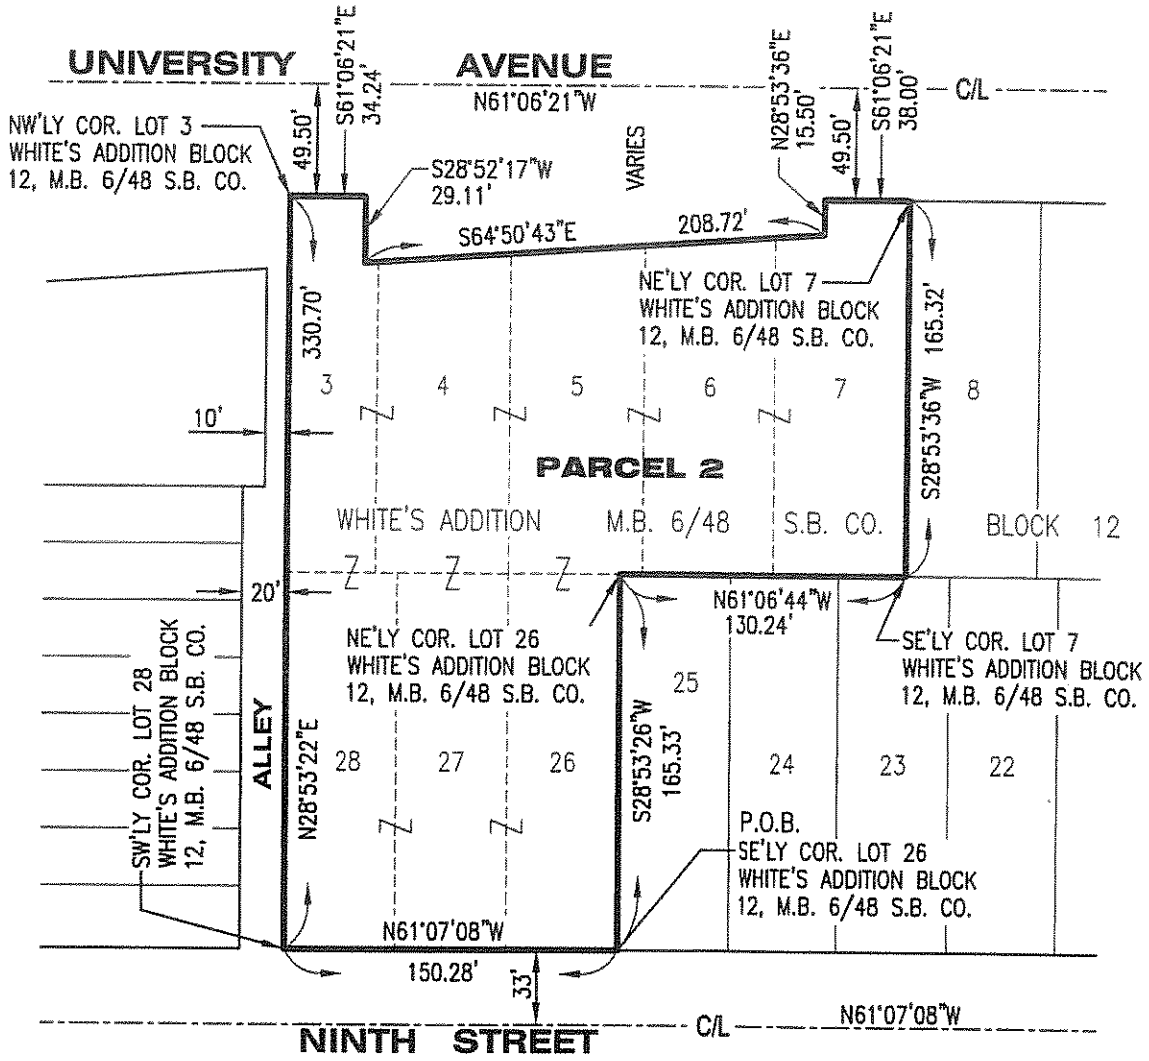 UNIVERSITY AVENUE
N61°06'21"W
C/L
NW'LY COR. LOT 3
WHITE'S ADDITION BLOCK
12, M.B. 6/48 S.B. CO.
49.50'
S61°06'21"E
34.24'
S28°52'17"W
29.11'
VARIES
N28°53'36"E
15.50'
49.50'
S61°06'21"E
38.00'
S64°50'43"E 208.72'
NE'LY COR. LOT 7
WHITE'S ADDITION BLOCK
12, M.B. 6/48 S.B. CO.
330.70'
S28°53'36"W 165.32'
3 4 5 6 7 8
10'
PARCEL 2
WHITE'S ADDITION M.B. 6/48 S.B. CO. BLOCK 12
20'
N61°06'44"W
130.24'
NE'LY COR. LOT 26
WHITE'S ADDITION BLOCK
12, M.B. 6/48 S.B. CO.
SE'LY COR. LOT 7
WHITE'S ADDITION BLOCK
12, M.B. 6/48 S.B. CO.
25
SW'LY COR. LOT 28
WHITE'S ADDITION BLOCK
12, M.B. 6/48 S.B. CO.
ALLEY
N28°53'22"E
28 27 26
S28°53'26"W
165.33'
24 23 22
P.O.B.
SE'LY COR. LOT 26
WHITE'S ADDITION BLOCK
12, M.B. 6/48 S.B. CO.
N61°07'08"W
150.28'
33'
C/L
N61°07'08"W
NINTH STREET